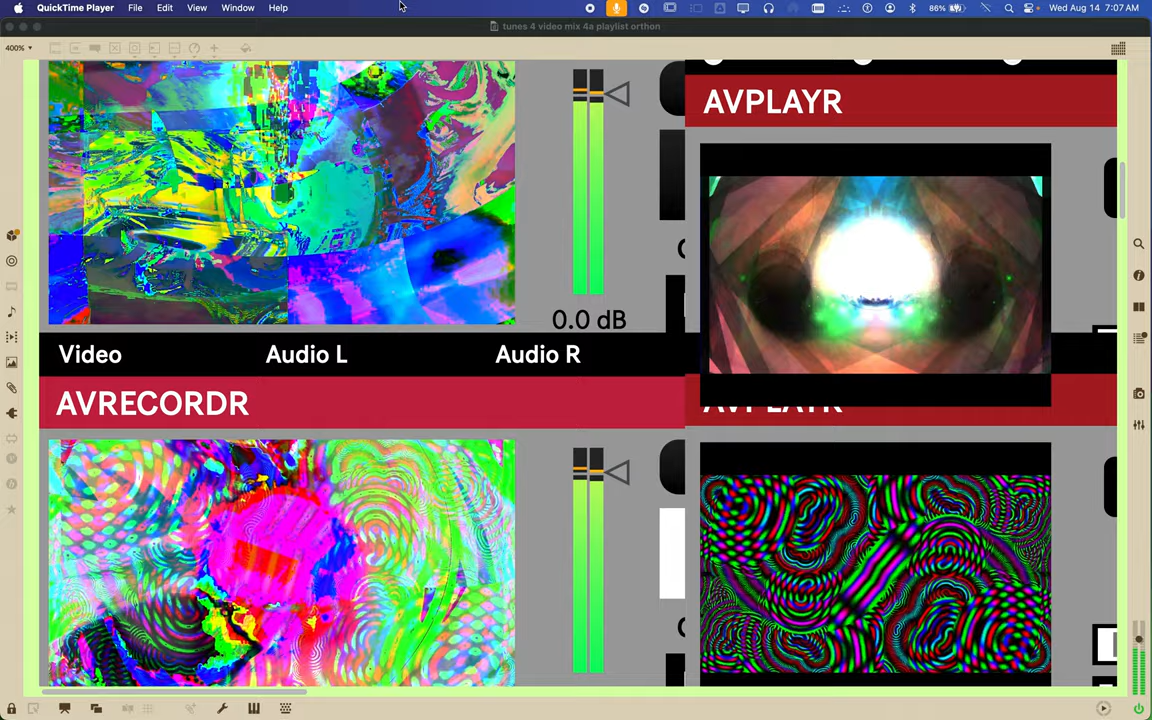 QuickTime Player File Edit View Window Help 86% Wed Aug 14 7:07 AM
tunes 4 video mix 4a playlist orthon
400%
AVPLAYR
0.0 dB
Video Audio L Audio R
AVRECORDR
AVPLAYR